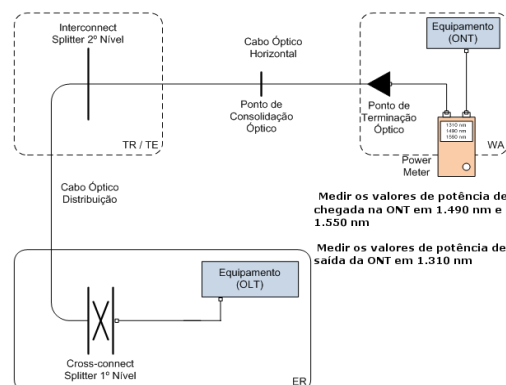 Interconnect
Splitter 2º Nível
TR / TE
Cabo Óptico
Horizontal
Ponto de
Consolidação
Óptico
Equipamento
(ONT)
Ponto de
Terminação
Óptico
1310 nm
1490 nm
1550 nm
WA
Power
Meter
Cabo Óptico
Distribuição
Medir os valores de potência de
chegada na ONT em 1.490 nm e
1.550 nm
Medir os valores de potência de
saída da ONT em 1.310 nm
Equipamento
(OLT)
Cross-connect
Splitter 1º Nível
ER